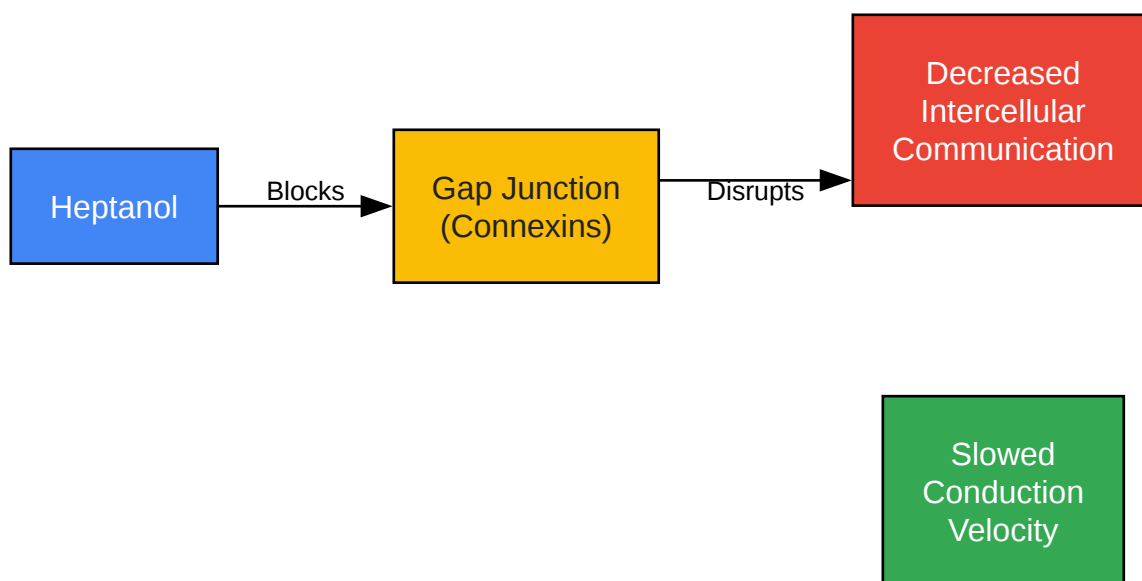 Heptanol
Blocks
Gap Junction
(Connexins)
Disrupts
Decreased
Intercellular
Communication
Slowed
Conduction
Velocity